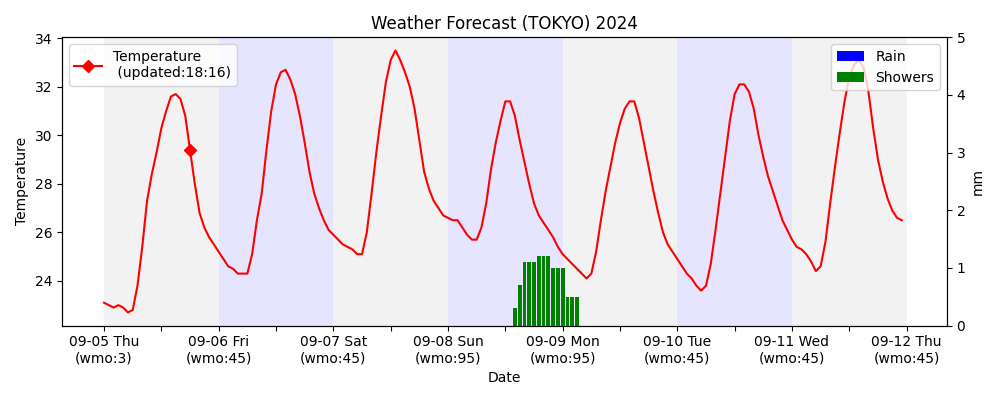 Weather Forecast (TOKYO) 2024
Temperature
(updated:18:16)
Rain
Showers
34
32
30
28
26
24
Temperature
5
4
3
2
1
0
mm
09-05 Thu
(wmo:3)
09-06 Fri
(wmo:45)
09-07 Sat
(wmo:45)
09-08 Sun
(wmo:95)
09-09 Mon
(wmo:95)
09-10 Tue
(wmo:45)
09-11 Wed
(wmo:45)
09-12 Thu
(wmo:45)
Date